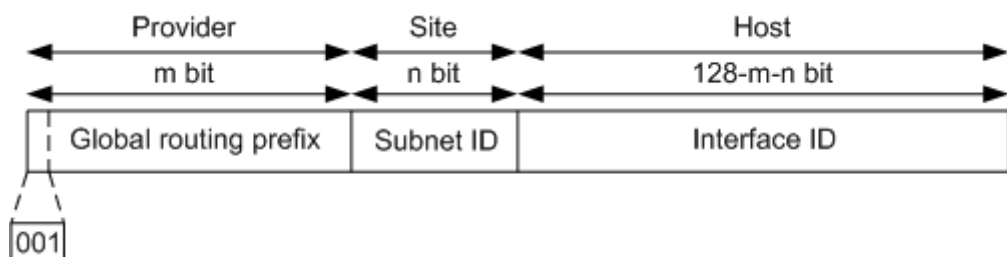 Provider Site Host
m bit n bit 128-m-n bit
Global routing prefix Subnet ID Interface ID
001